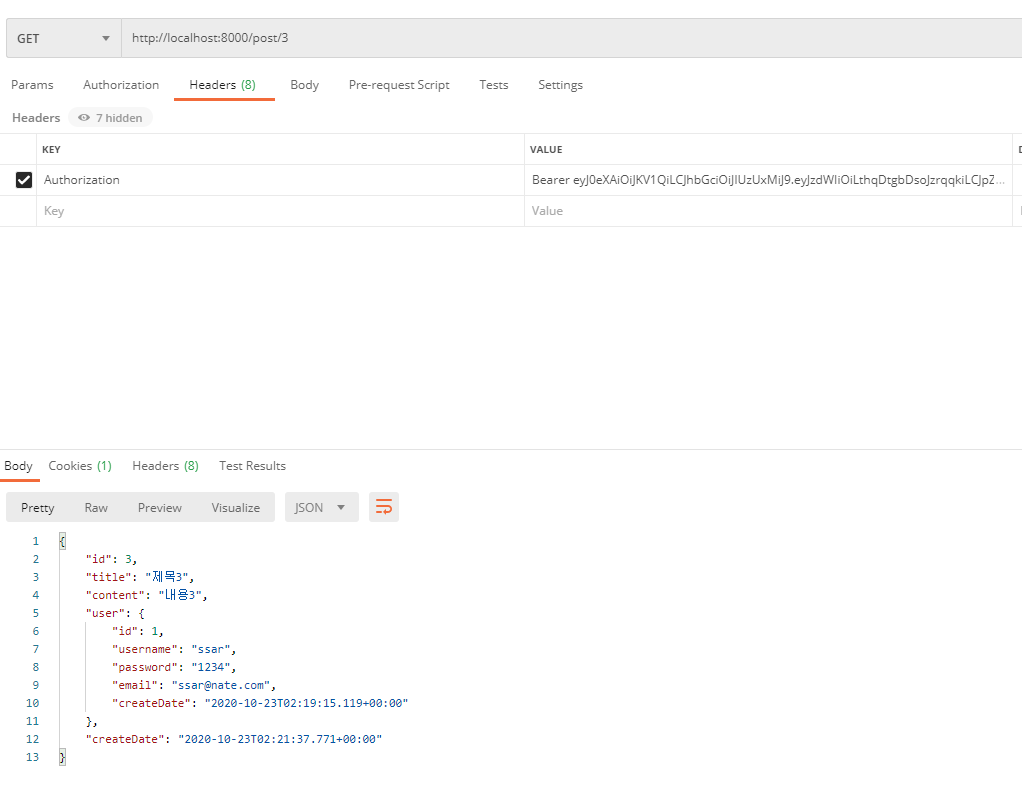 GET http://localhost:8000/post/3
Params Authorization Headers (8) Body Pre-request Script Tests Settings
Headers 7 hidden
KEY VALUE
Authorization Bearer eyJ0eXAiOiJKV1QiLCJhbGciOiJIUzUxMiJ9.eyJzdWIiOiLthqDtgbDsoJzrqqkiLCJpZ...
Key Value
Body Cookies (1) Headers (8) Test Results
Pretty Raw Preview Visualize JSON
1 {
2 "id": 3,
3 "title": "제목3",
4 "content": "내용3",
5 "user": {
6 "id": 1,
7 "username": "ssar",
8 "password": "1234",
9 "email": "ssar@nate.com",
10 "createDate": "2020-10-23T02:19:15.119+00:00"
11 },
12 "createDate": "2020-10-23T02:21:37.771+00:00"
13 }